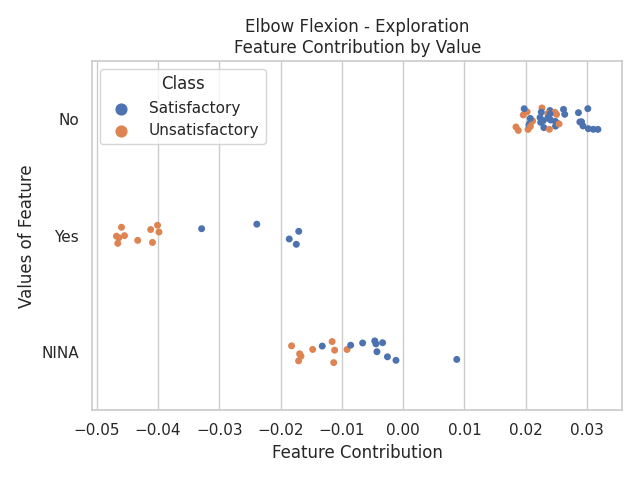 Elbow Flexion - Exploration
Feature Contribution by Value
Class
Satisfactory
Unsatisfactory
Values of Feature
No
Yes
NINA
−0.05 −0.04 −0.03 −0.02 −0.01 0.00 0.01 0.02 0.03
Feature Contribution